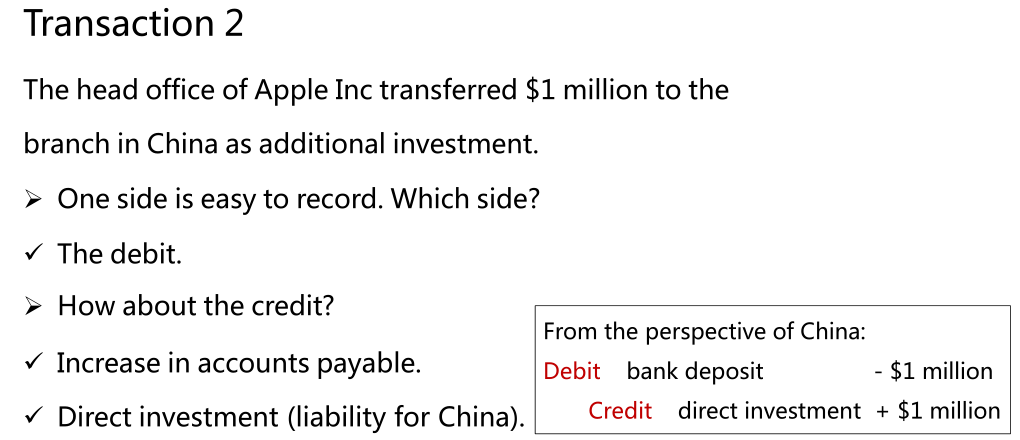 Transaction 2
The head office of Apple Inc transferred $1 million to the
branch in China as additional investment.
➢ One side is easy to record. Which side?
✓ The debit.
➢ How about the credit?
✓ Increase in accounts payable.
✓ Direct investment (liability for China).
From the perspective of China:
Debit bank deposit - $1 million
Credit direct investment + $1 million